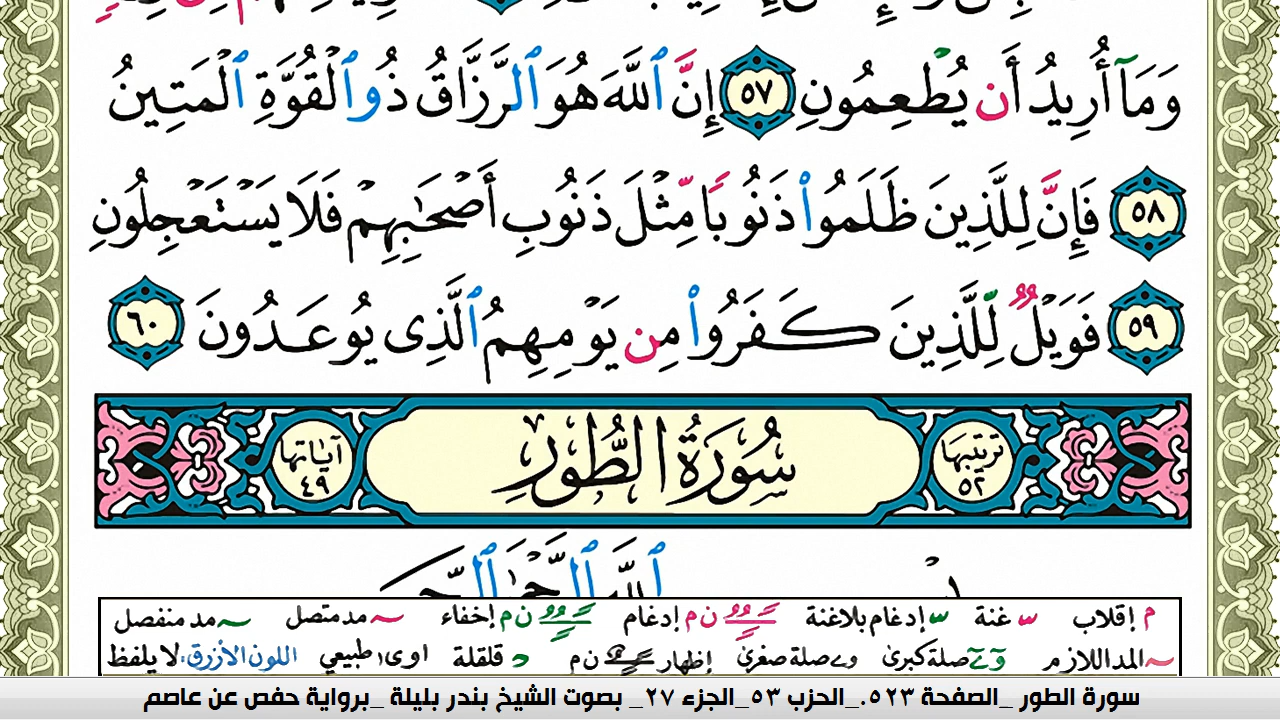 وَمَآ أُرِيدُ أَن يُطْعِمُونِ ٥٧ إِنَّ ٱللَّهَ هُوَ ٱلرَّزَّاقُ ذُو ٱلْقُوَّةِ ٱلْمَتِينُ
٥٨ فَإِنَّ لِلَّذِينَ ظَلَمُوا۟ ذَنُوبًا مِّثْلَ ذَنُوبِ أَصْحَـٰبِهِمْ فَلَا يَسْتَعْجِلُونِ
٥٩ فَوَيْلٌ لِّلَّذِينَ كَفَرُوا۟ مِن يَوْمِهِمُ ٱلَّذِى يُوعَدُونَ ٦٠
ترتيبها ٥٢ سُورَةُ الطُّورِ آياتها ٤٩
م إقلاب غنة إدغام بلاغنة ن م إدغام ن م إخفاء مد متصل مد منفصل
المد اللازم صلة كبرى صلة صغرى إظهار ن م قلقلة اوى طبيعي اللون الأزرق: لا يلفظ
سورة الطور _الصفحة ٥٢٣._الحزب ٥٣_الجزء ٢٧_ بصوت الشيخ بندر بليلة _برواية حفص عن عاصم